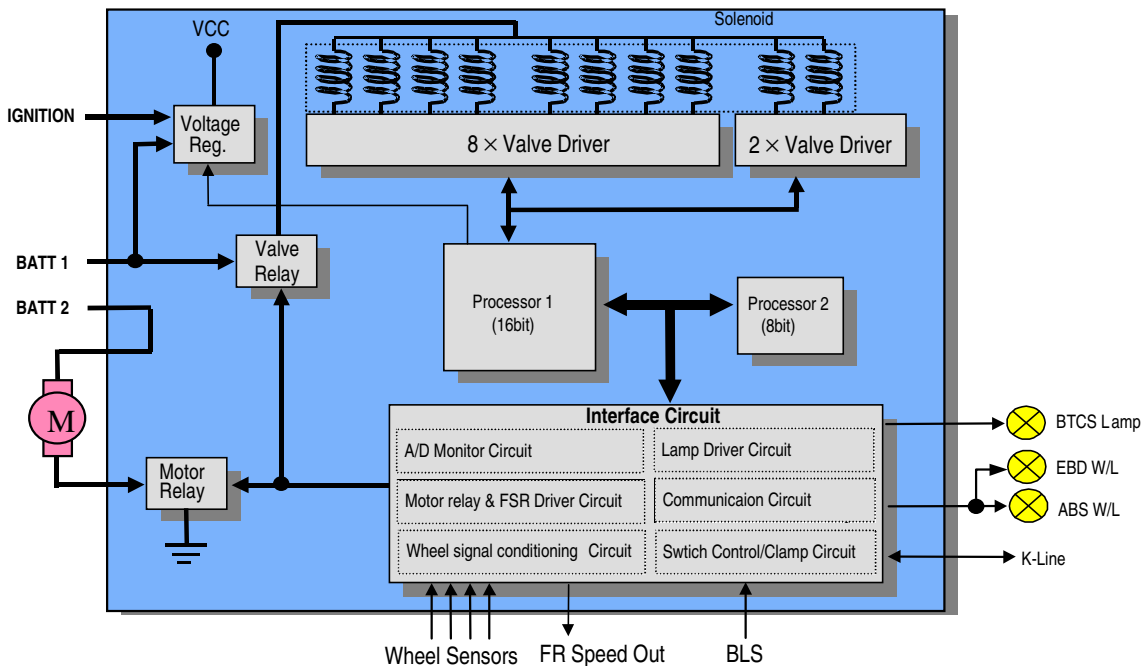 Solenoid
VCC
IGNITION
Voltage
Reg.
8 × Valve Driver
2 × Valve Driver
BATT 1
Valve
Relay
BATT 2
Processor 1
(16bit)
Processor 2
(8bit)
M
Interface Circuit
A/D Monitor Circuit
Lamp Driver Circuit
BTCS Lamp
Motor
Relay
Motor relay & FSR Driver Circuit
Communicaion Circuit
EBD W/L
ABS W/L
Wheel signal conditioning Circuit
Swtich Control/Clamp Circuit
K-Line
Wheel Sensors
FR Speed Out
BLS